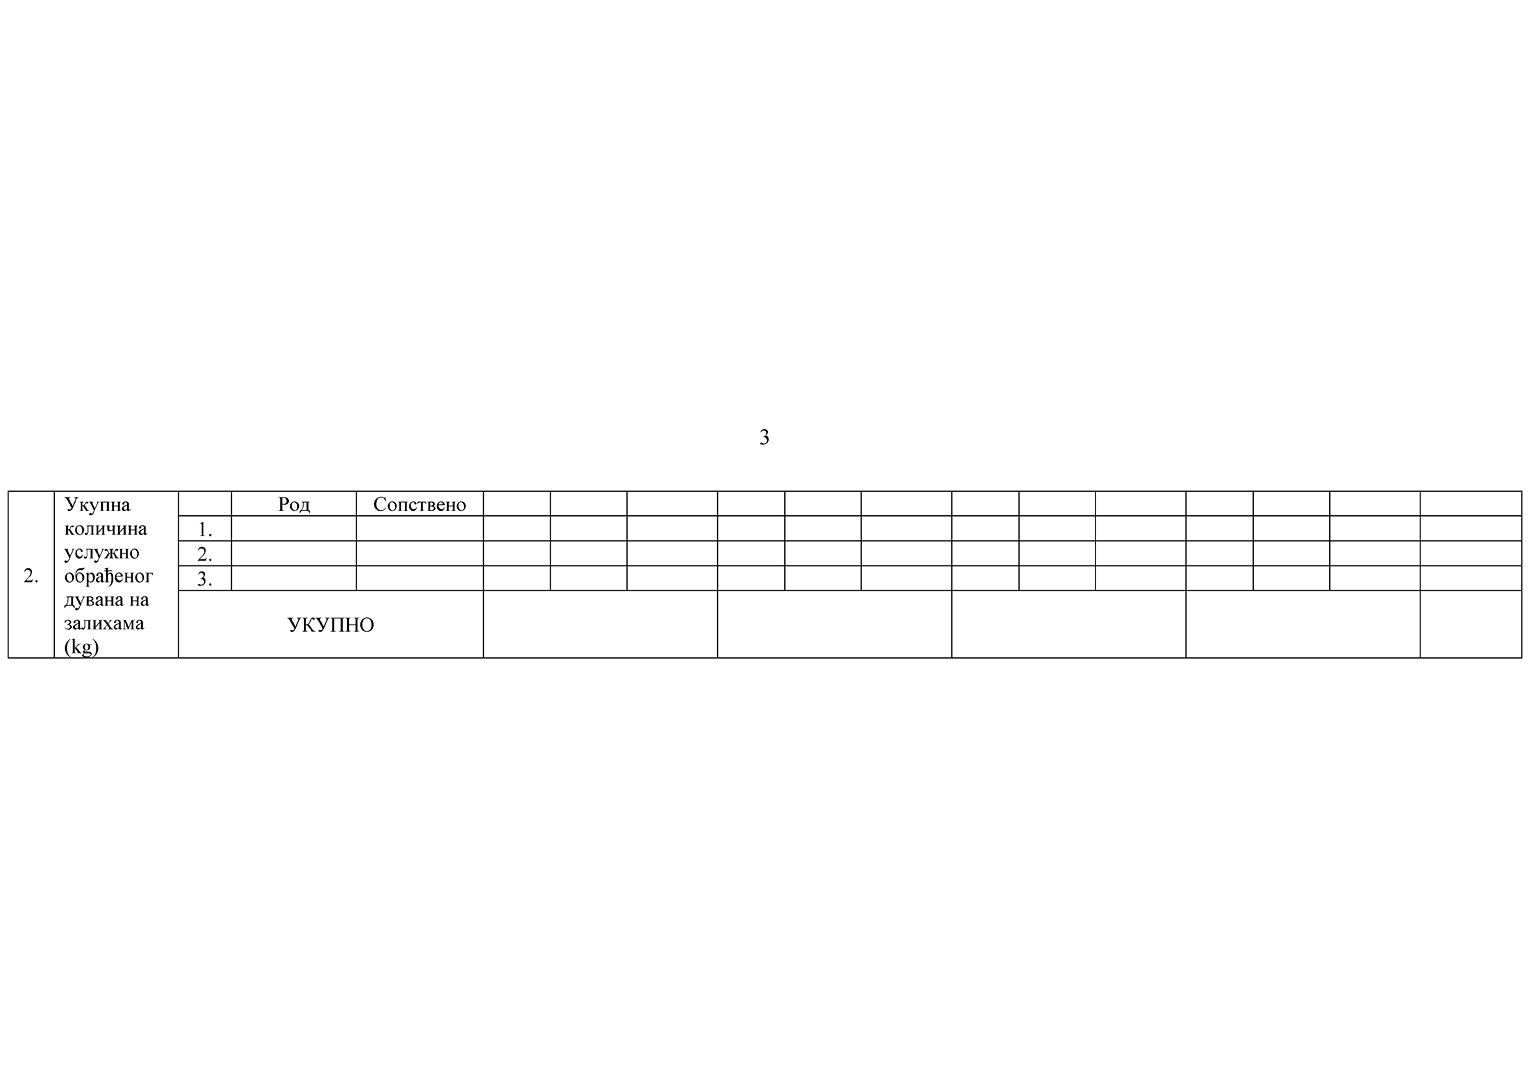 3
Укупна
количина
услужно
обрађеног
дувана на
залихама
(kg)
2.
Род Сопствено
1.
2.
3.
УКУПНО